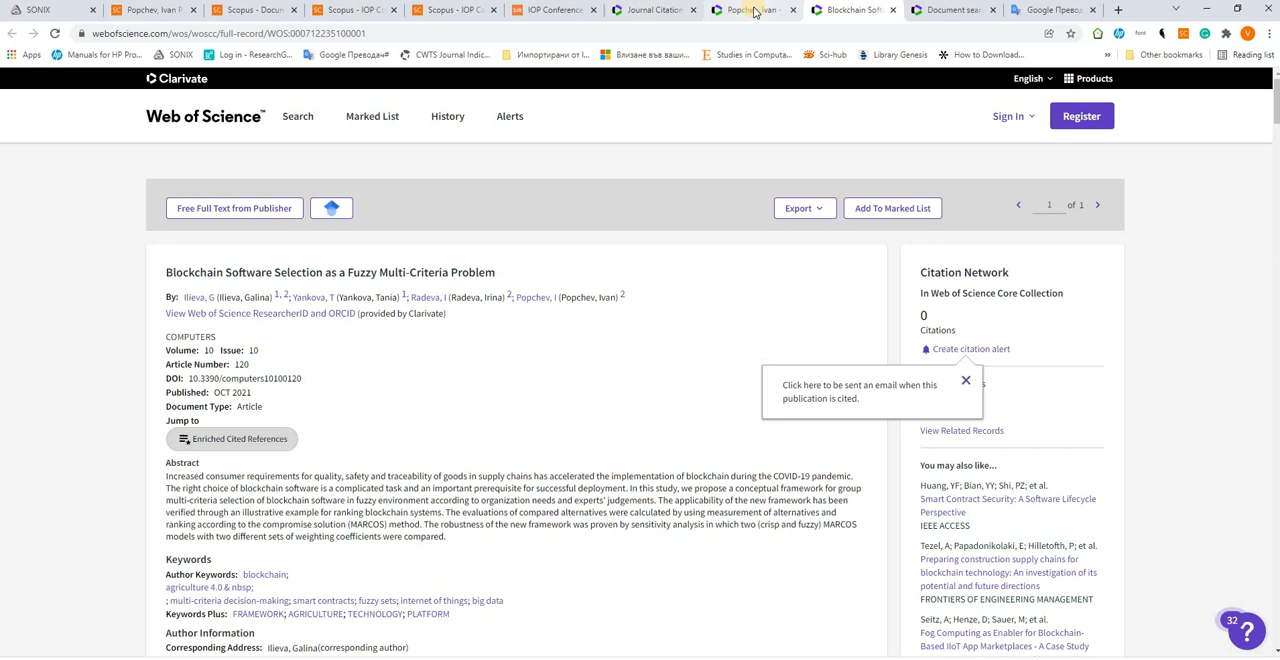 SONIX
Popchev, Ivan P
Scopus - Docum
Scopus - IOP C
Scopus - IOP C
IOP Conference
Journal Citation
Popchev, Ivan -
Blockchain Soft
Document sear
Google Превод
webofscience.com/wos/woscc/full-record/WOS:000712235100001
Apps
Manuals for HP Pro...
SONIX
Log in - ResearchG...
Google Преводач
CWTS Journal Indic...
Импортирани от I...
Влизане във ваши...
Studies in Computa...
Sci-hub
Library Genesis
How to Downloa...
»
Other bookmarks
Reading list
Clarivate
English
Products
Web of Science™
Search
Marked List
History
Alerts
Sign In
Register
Free Full Text from Publisher
Export
Add To Marked List
1 of 1
Blockchain Software Selection as a Fuzzy Multi-Criteria Problem
By: Ilieva, G (Ilieva, Galina) 1, 2; Yankova, T (Yankova, Tania) 1; Radeva, I (Radeva, Irina) 2; Popchev, I (Popchev, Ivan) 2
View Web of Science ResearcherID and ORCID (provided by Clarivate)
COMPUTERS
Volume: 10 Issue: 10
Article Number: 120
DOI: 10.3390/computers10100120
Published: OCT 2021
Document Type: Article
Jump to
Enriched Cited References
Abstract
Increased consumer requirements for quality, safety and traceability of goods in supply chains has accelerated the implementation of blockchain during the COVID-19 pandemic.
The right choice of blockchain software is a complicated task and an important prerequisite for successful deployment. In this study, we propose a conceptual framework for group
multi-criteria selection of blockchain software in fuzzy environment according to organization needs and experts' judgements. The applicability of the new framework has been
verified through an illustrative example for ranking blockchain systems. The evaluations of compared alternatives were calculated by using measurement of alternatives and
ranking according to the compromise solution (MARCOS) method. The robustness of the new framework was proven by sensitivity analysis in which two (crisp and fuzzy) MARCOS
models with two different sets of weighting coefficients were compared.
Keywords
Author Keywords: blockchain;
agriculture 4.0 & nbsp;
; multi-criteria decision-making; smart contracts; fuzzy sets; internet of things; big data
Keywords Plus: FRAMEWORK; AGRICULTURE; TECHNOLOGY; PLATFORM
Author Information
Corresponding Address: Ilieva, Galina(corresponding author)
Citation Network
In Web of Science Core Collection
0
Citations
Create citation alert
Click here to be sent an email when this
publication is cited.
View Related Records
You may also like...
Huang, YF; Bian, YY; Shi, PZ; et al.
Smart Contract Security: A Software Lifecycle
Perspective
IEEE ACCESS
Tezel, A; Papadonikolaki, E; Hilletofth, P; et al.
Preparing construction supply chains for
blockchain technology: An investigation of its
potential and future directions
FRONTIERS OF ENGINEERING MANAGEMENT
Seitz, A; Henze, D; Sauer, M; et al.
Fog Computing as Enabler for Blockchain-
Based IIoT App Marketplaces - A Case Study
32
?